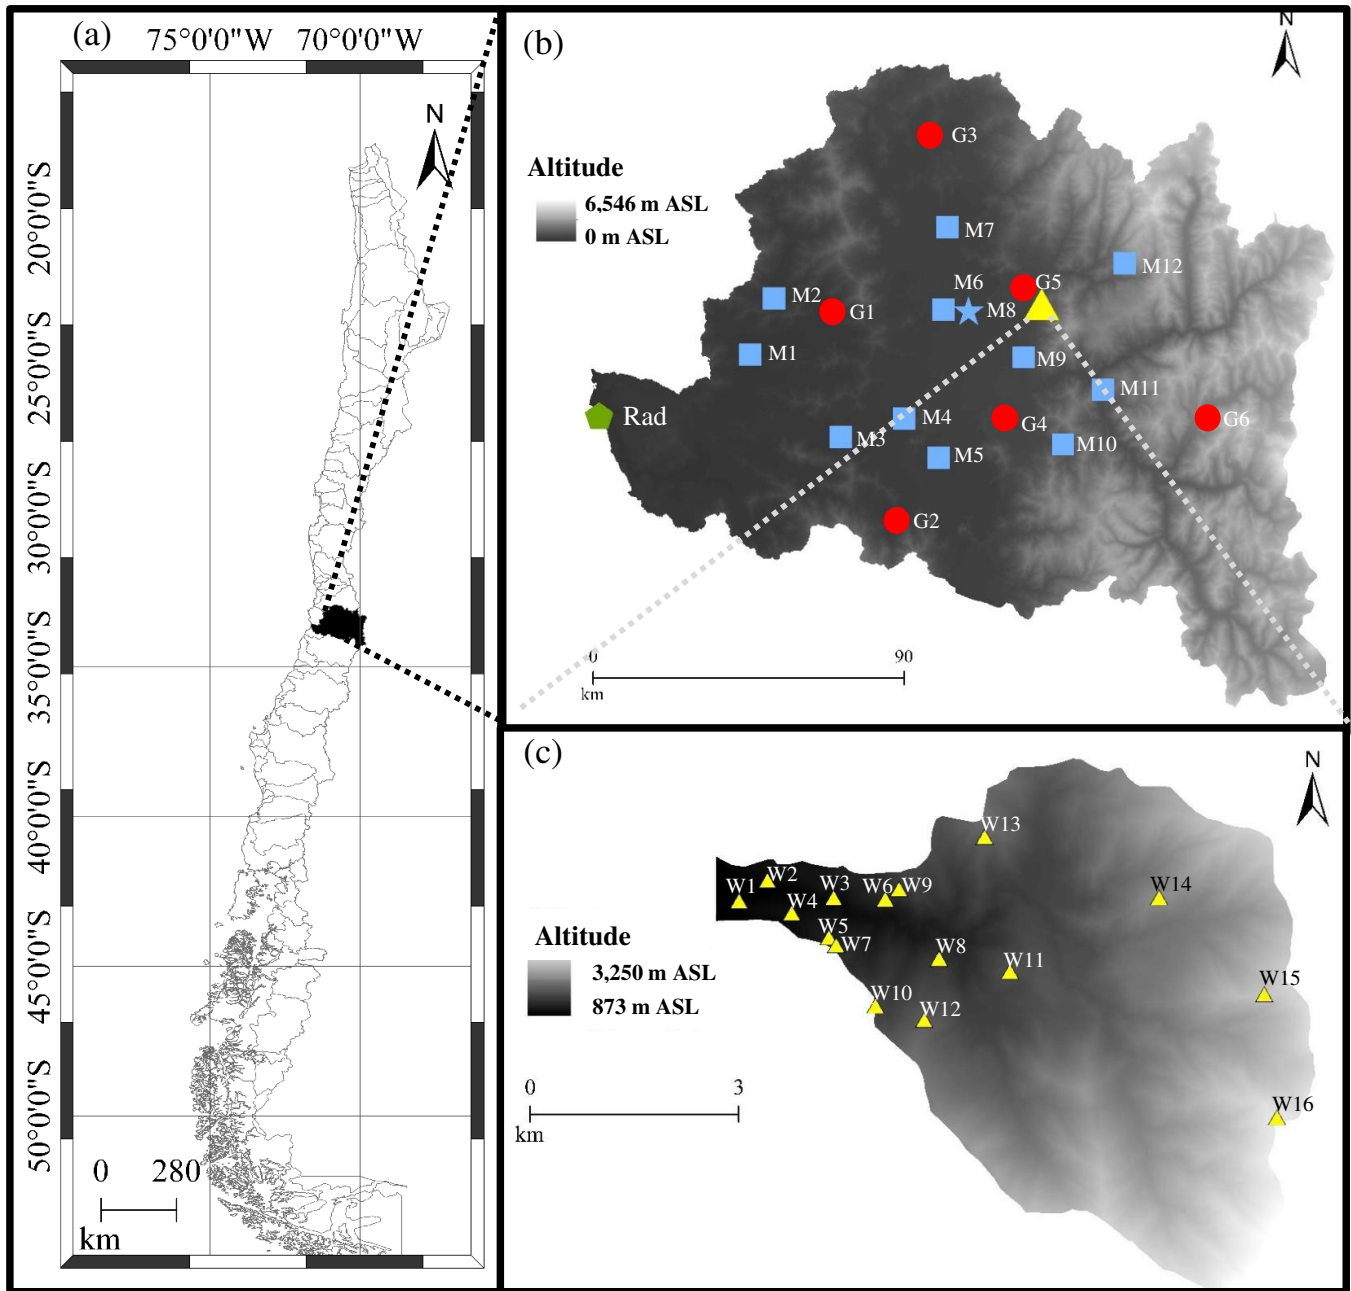 (a)
75°0'0"W 70°0'0"W
N
20°0'0"S
25°0'0"S
30°0'0"S
35°0'0"S
40°0'0"S
45°0'0"S
50°0'0"S
0 280
km
(b)
N
Altitude
6,546 m ASL
0 m ASL
G3
M7
M12
M2
G1
M6
M8
G5
M1
M9
M11
Rad
M3
M4
G4
G6
M5
M10
G2
0 90
km
(c)
N
Altitude
3,250 m ASL
873 m ASL
W13
W1
W2
W3
W6
W9
W14
W4
W5
W7
W8
W11
W15
W10
W12
W16
0 3
km